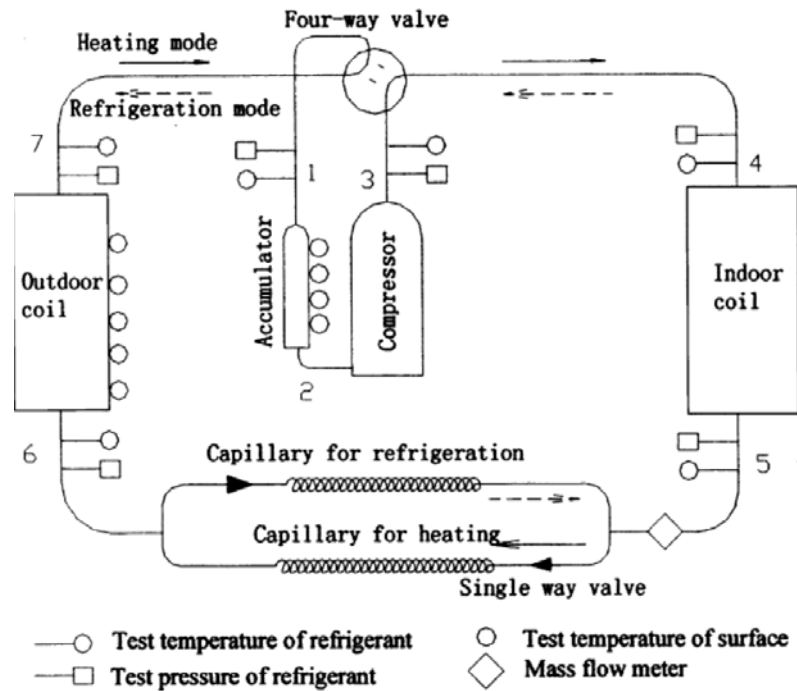 Four-way valve
Heating mode
Refrigeration mode
7
1
3
4
Outdoor
coil
Accumulator
Compressor
Indoor
coil
2
6
5
Capillary for refrigeration
Capillary for heating
Single way valve
Test temperature of refrigerant
Test temperature of surface
Test pressure of refrigerant
Mass flow meter